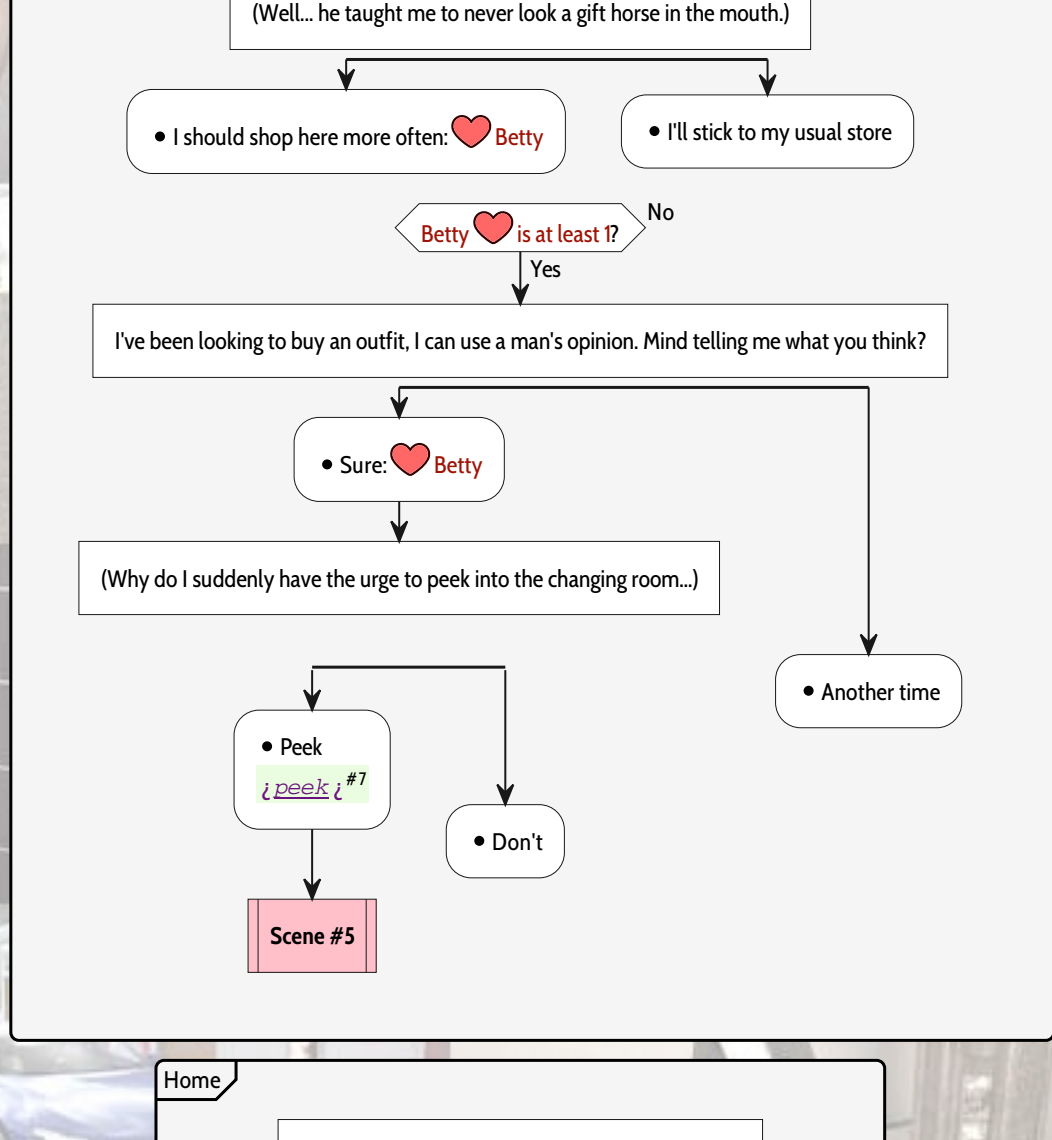 (Well... he taught me to never look a gift horse in the mouth.)
• I should shop here more often: ❤ Betty
• I'll stick to my usual store
Betty ❤ is at least 1?
No
Yes
I've been looking to buy an outfit, I can use a man's opinion. Mind telling me what you think?
• Sure: ❤ Betty
(Why do I suddenly have the urge to peek into the changing room...)
• Another time
• Peek
¿peek¿#7
• Don't
Scene #5
Home